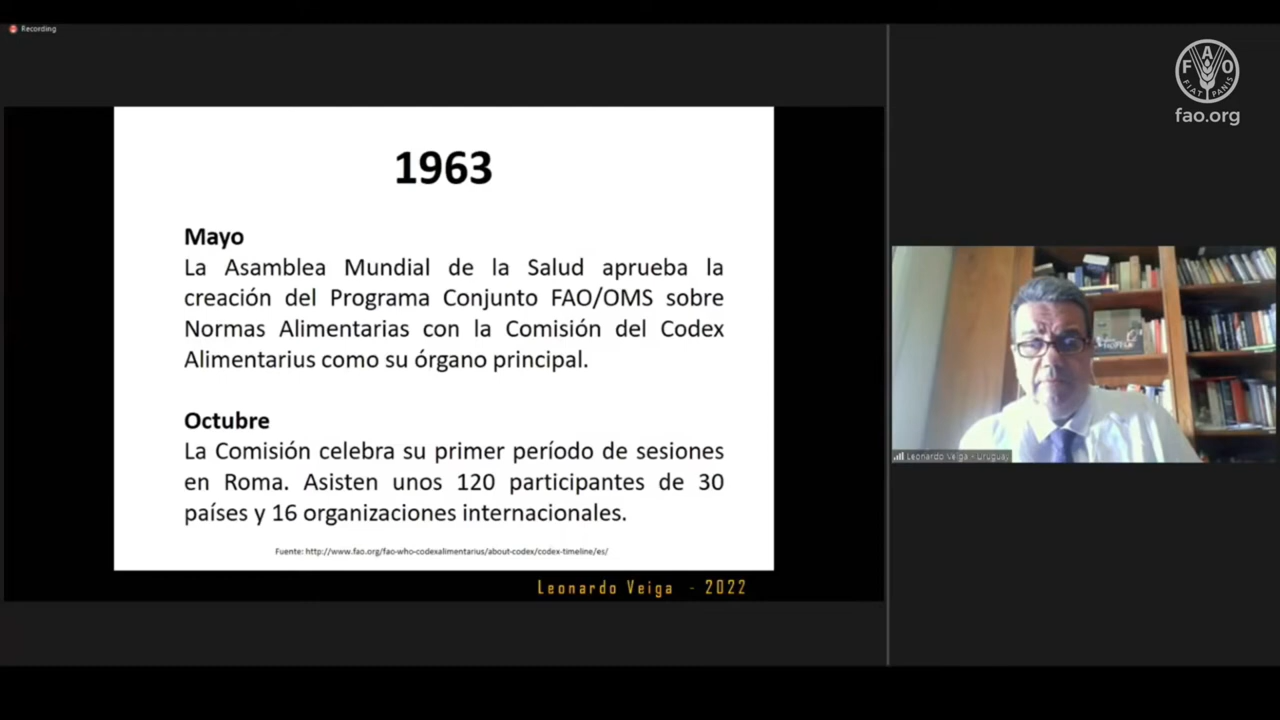 Recording
FAO
FIAT PANIS
fao.org
1963
Mayo
La Asamblea Mundial de la Salud aprueba la
creación del Programa Conjunto FAO/OMS sobre
Normas Alimentarias con la Comisión del Codex
Alimentarius como su órgano principal.
Octubre
La Comisión celebra su primer período de sesiones
en Roma. Asisten unos 120 participantes de 30
países y 16 organizaciones internacionales.
Fuente: http://www.fao.org/fao-who-codexalimentarius/about-codex/codex-timeline/es/
Leonardo Veiga - 2022
Leonardo Veiga - Uruguay